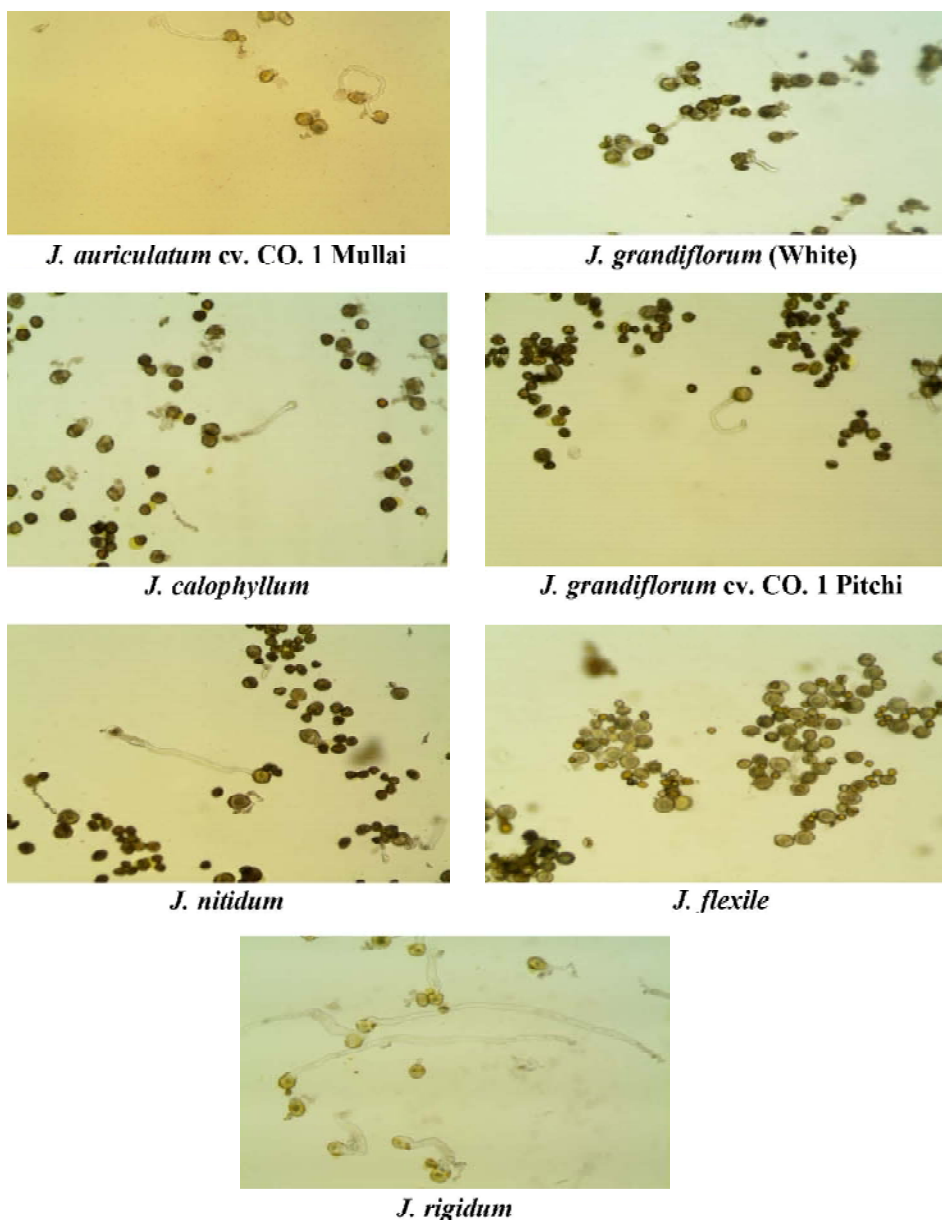 J. auriculatum cv. CO. 1 Mullai
J. grandiflorum (White)
J. calophyllum
J. grandiflorum cv. CO. 1 Pitchi
J. nitidum
J. flexile
J. rigidum